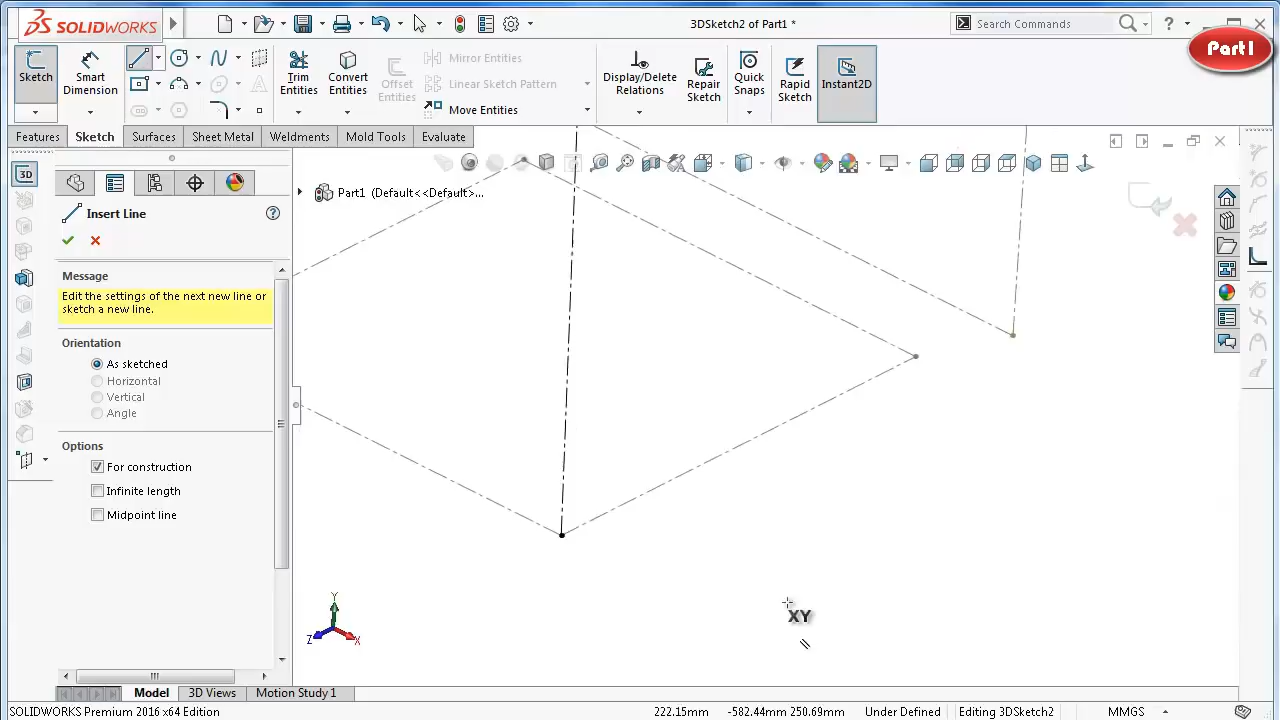 SOLIDWORKS
3DSketch2 of Part1 *
Search Commands
?
Part1
Sketch
Smart Dimension
Trim Entities
Convert Entities
Offset Entities
Mirror Entities
Linear Sketch Pattern
Move Entities
Display/Delete Relations
Repair Sketch
Quick Snaps
Rapid Sketch
Instant2D
Features
Sketch
Surfaces
Sheet Metal
Weldments
Mold Tools
Evaluate
3D
Part1 (Default<<Default>...
Insert Line
?
Message
Edit the settings of the next new line or
sketch a new line.
Orientation
As sketched
Horizontal
Vertical
Angle
Options
For construction
Infinite length
Midpoint line
XY
Y
Z
X
Model
3D Views
Motion Study 1
SOLIDWORKS Premium 2016 x64 Edition
222.15mm
-582.44mm 250.69mm
Under Defined
Editing 3DSketch2
MMGS